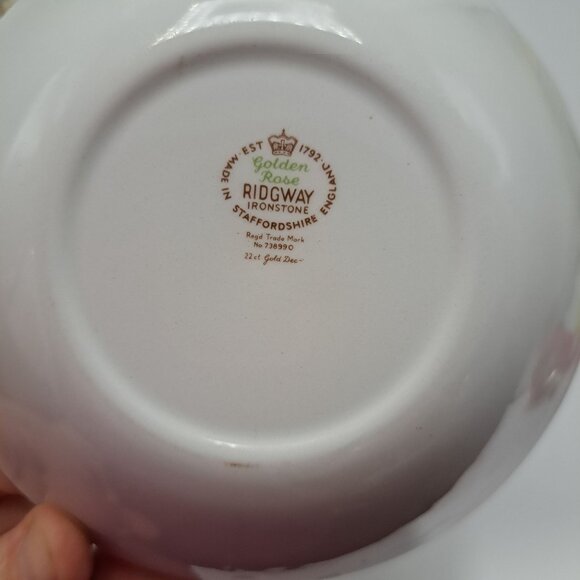 EST 1792
Golden
Rose
RIDGWAY
IRONSTONE
MADE IN STAFFORDSHIRE ENGLAND
Regd Trade Mark
No 738990
22ct Gold Dec-